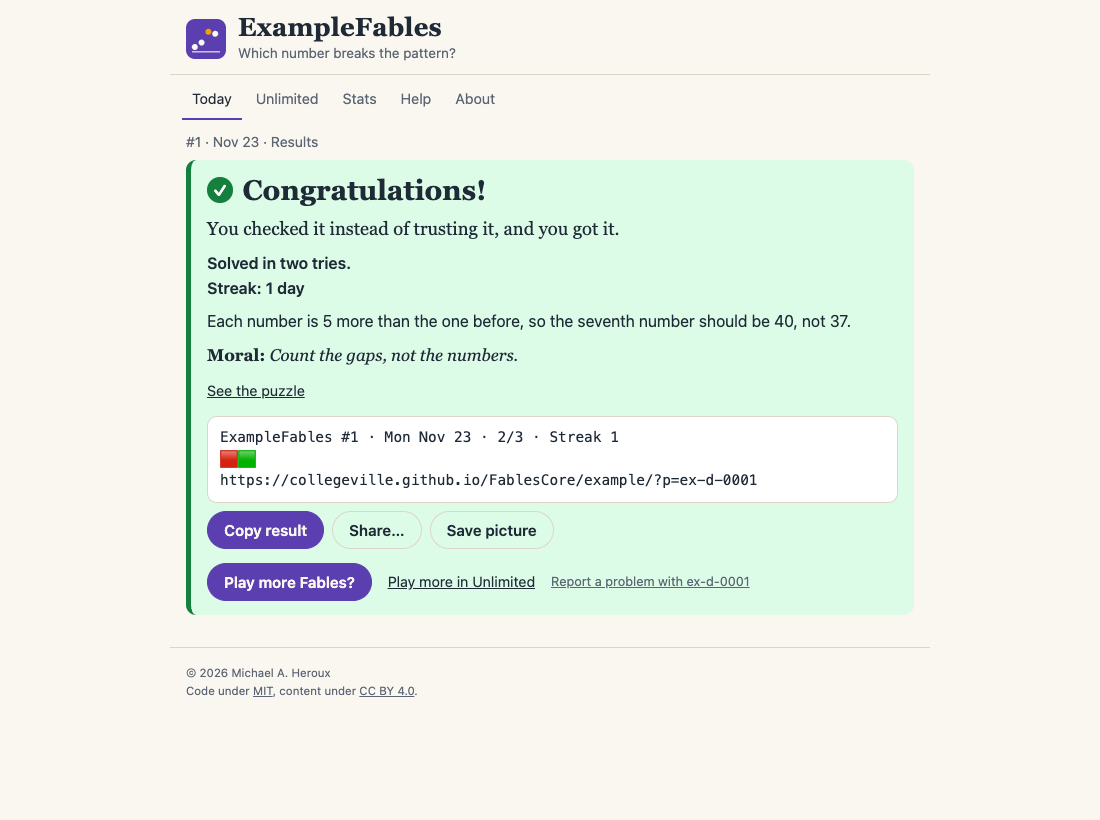 ExampleFables
Which number breaks the pattern?
Today Unlimited Stats Help About
#1 · Nov 23 · Results
Congratulations!
You checked it instead of trusting it, and you got it.
Solved in two tries.
Streak: 1 day
Each number is 5 more than the one before, so the seventh number should be 40, not 37.
Moral: Count the gaps, not the numbers.
See the puzzle
ExampleFables #1 · Mon Nov 23 · 2/3 · Streak 1
https://collegeville.github.io/FablesCore/example/?p=ex-d-0001
Copy result Share... Save picture
Play more Fables? Play more in Unlimited Report a problem with ex-d-0001
© 2026 Michael A. Heroux
Code under MIT, content under CC BY 4.0.